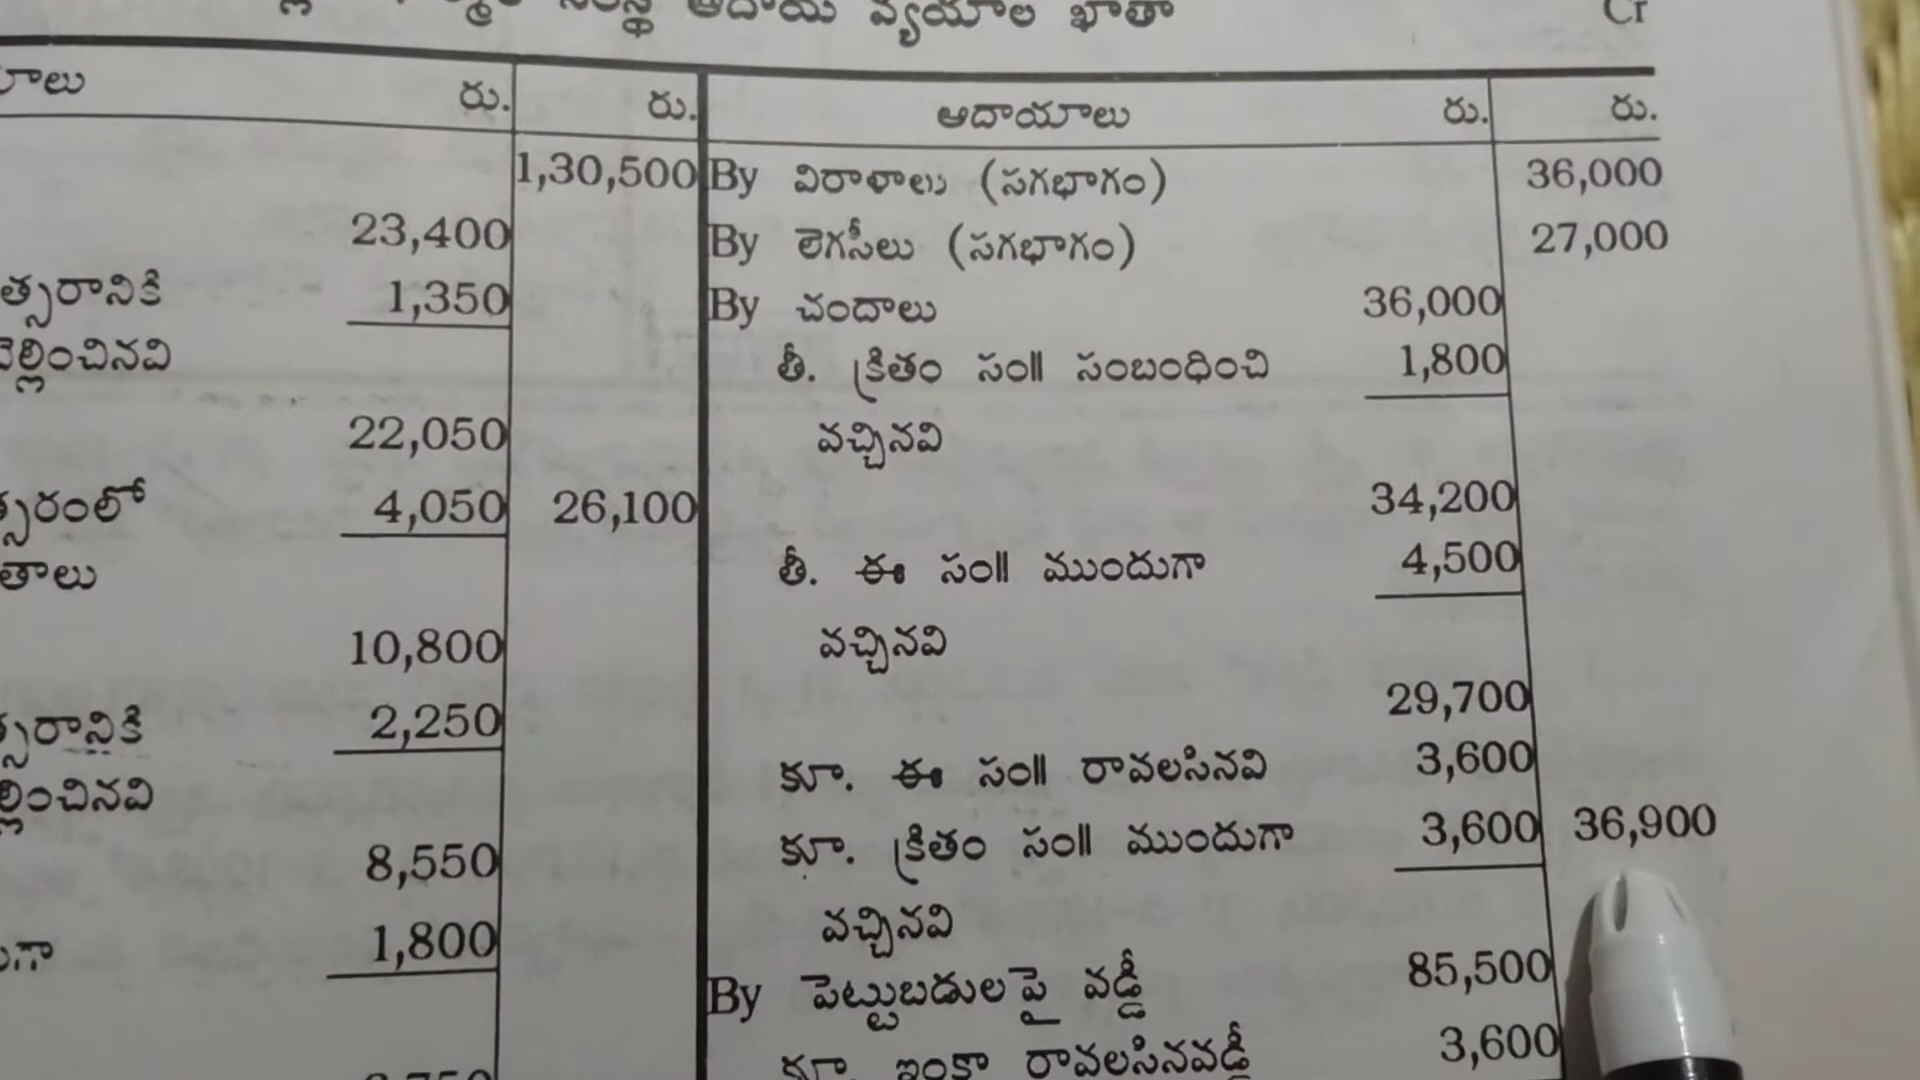 ఆదాయ వ్యయాల ఖాతా Cr
రు. రు. ఆదాయాలు రు. రు.
1,30,500 By విరాళాలు (సగభాగం) 36,000
23,400 By లెగసీలు (సగభాగం) 27,000
1,350 By చందాలు 36,000
తీ. క్రితం సం॥ సంబంధించి 1,800
వచ్చినవి
22,050
34,200
4,050 26,100
తీ. ఈ సం॥ ముందుగా 4,500
వచ్చినవి
10,800
29,700
2,250
కూ. ఈ సం॥ రావలసినవి 3,600
కూ. క్రితం సం॥ ముందుగా 3,600 36,900
వచ్చినవి
8,550
1,800
By పెట్టుబడులపై వడ్డీ 85,500
కూ. ఇంకా రావలసినవడ్డీ 3,600